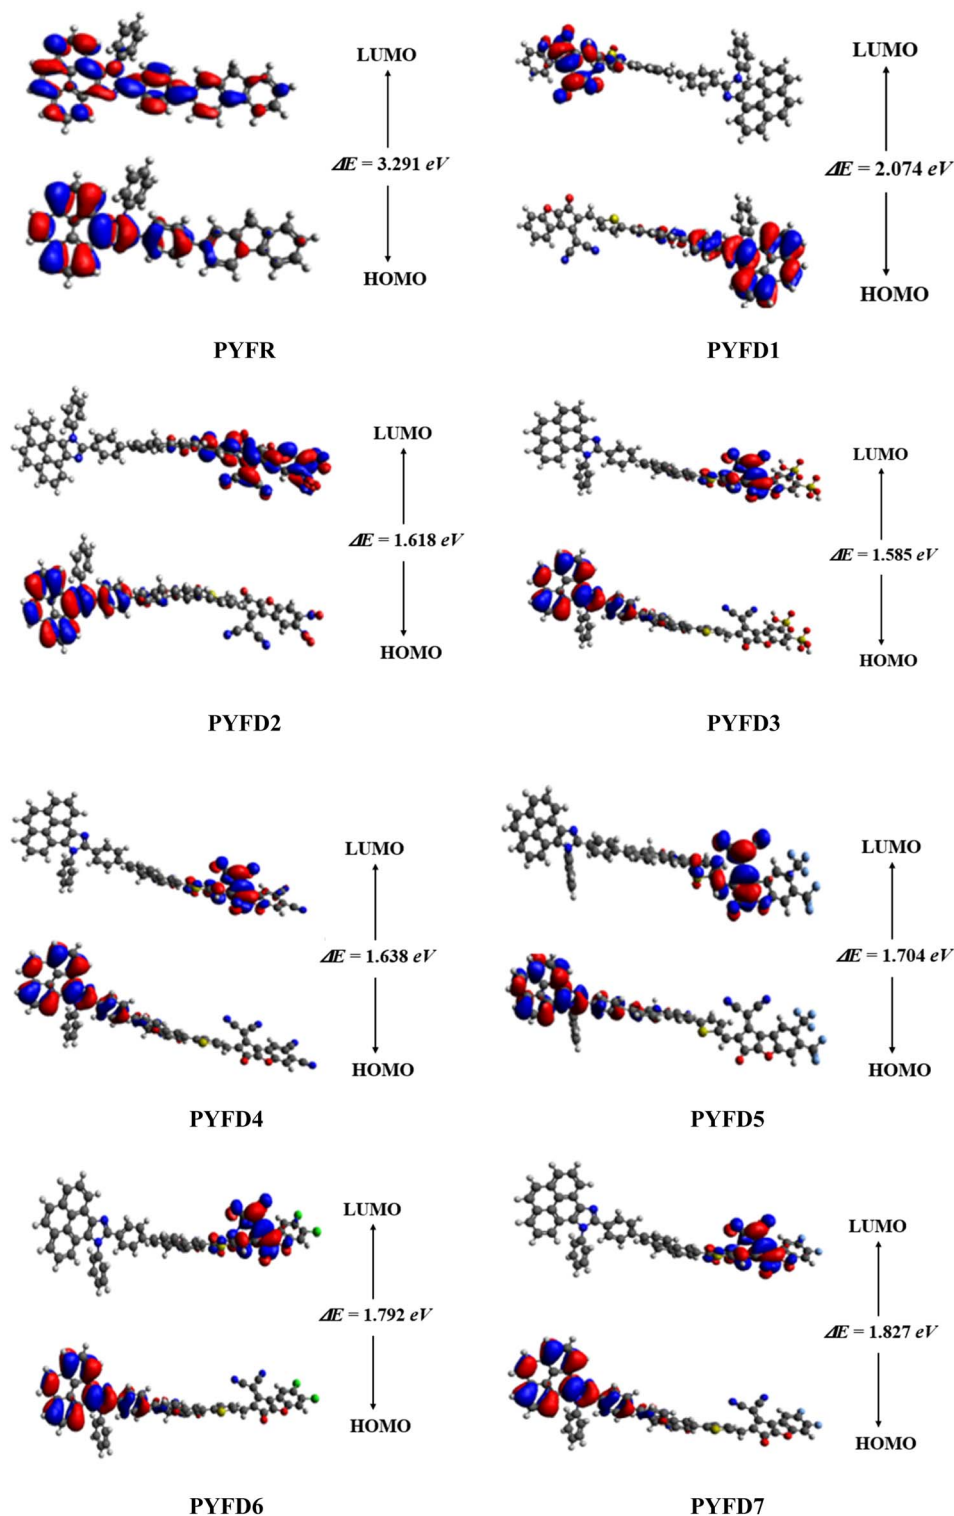 LUMO
ΔE = 3.291 eV
HOMO
PYFR
LUMO
ΔE = 2.074 eV
HOMO
PYFD1
LUMO
ΔE = 1.618 eV
HOMO
PYFD2
LUMO
ΔE = 1.585 eV
HOMO
PYFD3
LUMO
ΔE = 1.638 eV
HOMO
PYFD4
LUMO
ΔE = 1.704 eV
HOMO
PYFD5
LUMO
ΔE = 1.792 eV
HOMO
PYFD6
LUMO
ΔE = 1.827 eV
HOMO
PYFD7